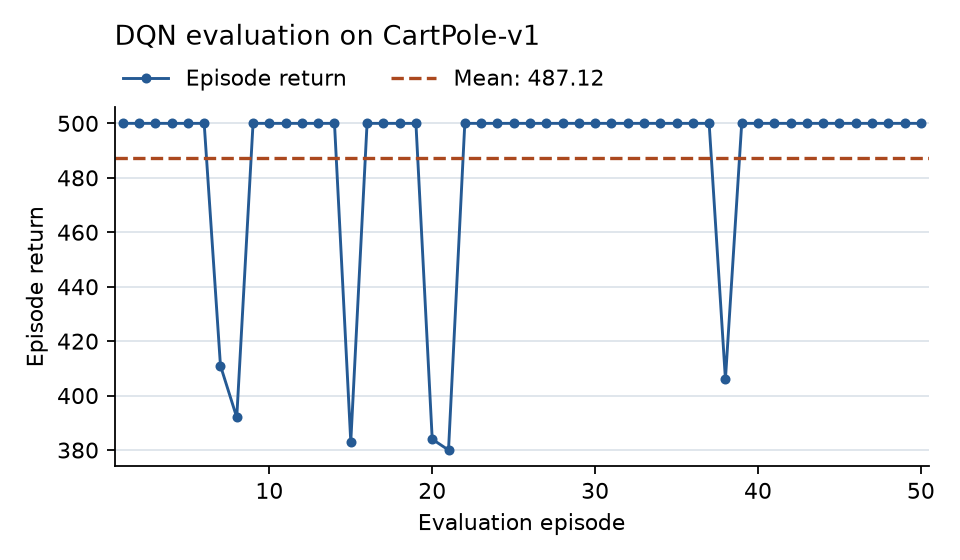 DQN evaluation on CartPole-v1
Episode return
Mean: 487.12
500
480
460
440
420
400
380
Episode return
10 20 30 40 50
Evaluation episode